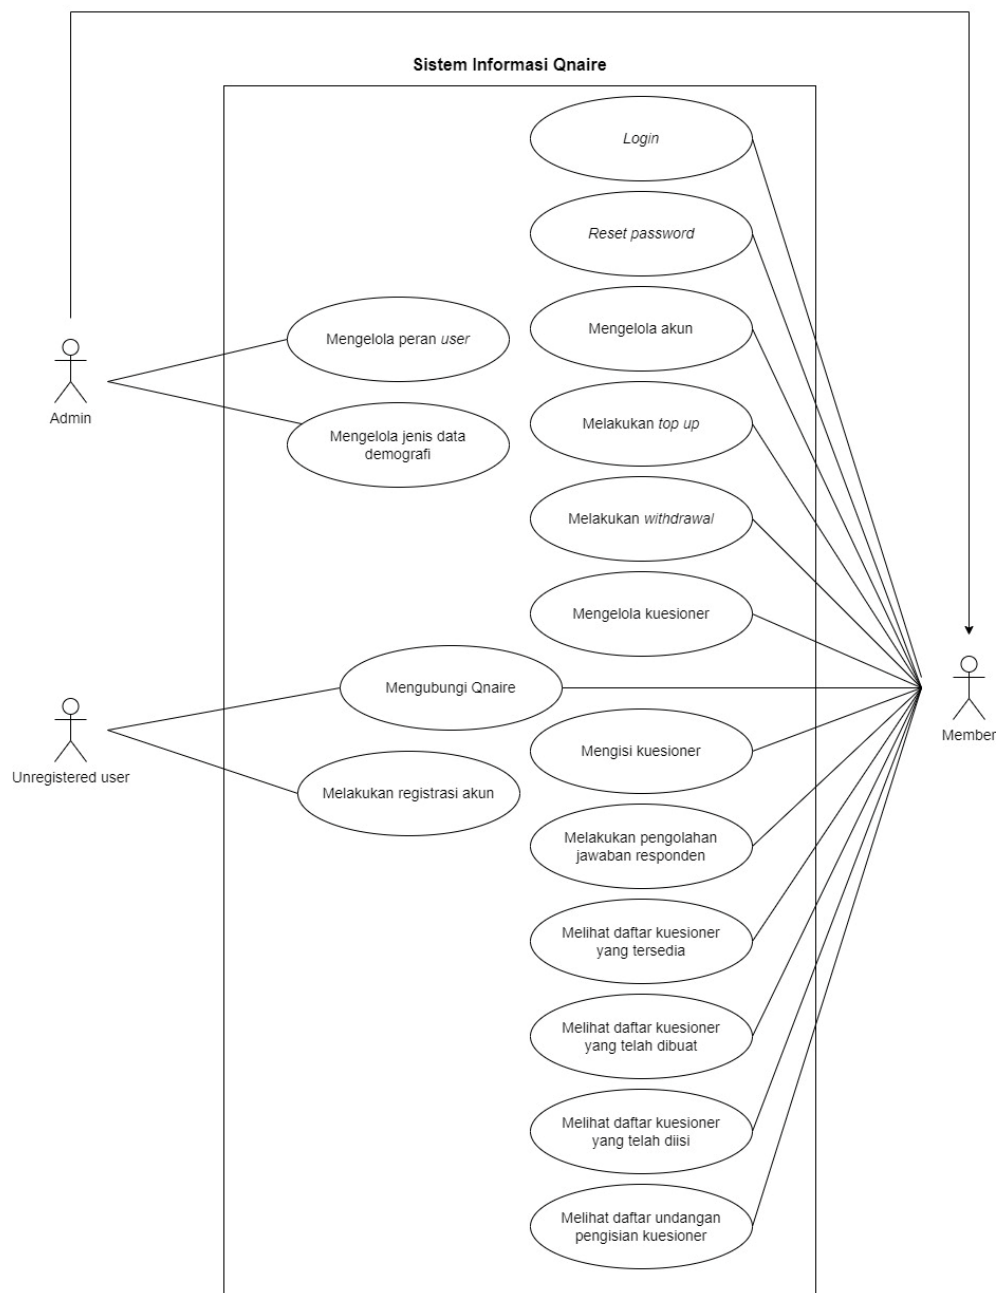 Sistem Informasi Qnaire
Login
Reset password
Mengelola peran user
Mengelola akun
Admin
Mengelola jenis data
demografi
Melakukan top up
Melakukan withdrawal
Mengelola kuesioner
Mengubungi Qnaire
Unregistered user
Member
Mengisi kuesioner
Melakukan registrasi akun
Melakukan pengolahan
jawaban responden
Melihat daftar kuesioner
yang tersedia
Melihat daftar kuesioner
yang telah dibuat
Melihat daftar kuesioner
yang telah diisi
Melihat daftar undangan
pengisian kuesioner